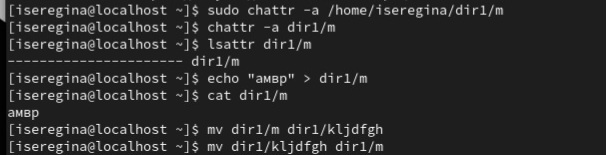 [iseregina@localhost ~]$ sudo chattr -a /home/iseregina/dir1/m
[iseregina@localhost ~]$ chattr -a dir1/m
[iseregina@localhost ~]$ lsattr dir1/m
---------------------- dir1/m
[iseregina@localhost ~]$ echo "амвр" > dir1/m
[iseregina@localhost ~]$ cat dir1/m
амвр
[iseregina@localhost ~]$ mv dir1/m dir1/kljdfgh
[iseregina@localhost ~]$ mv dir1/kljdfgh dir1/m